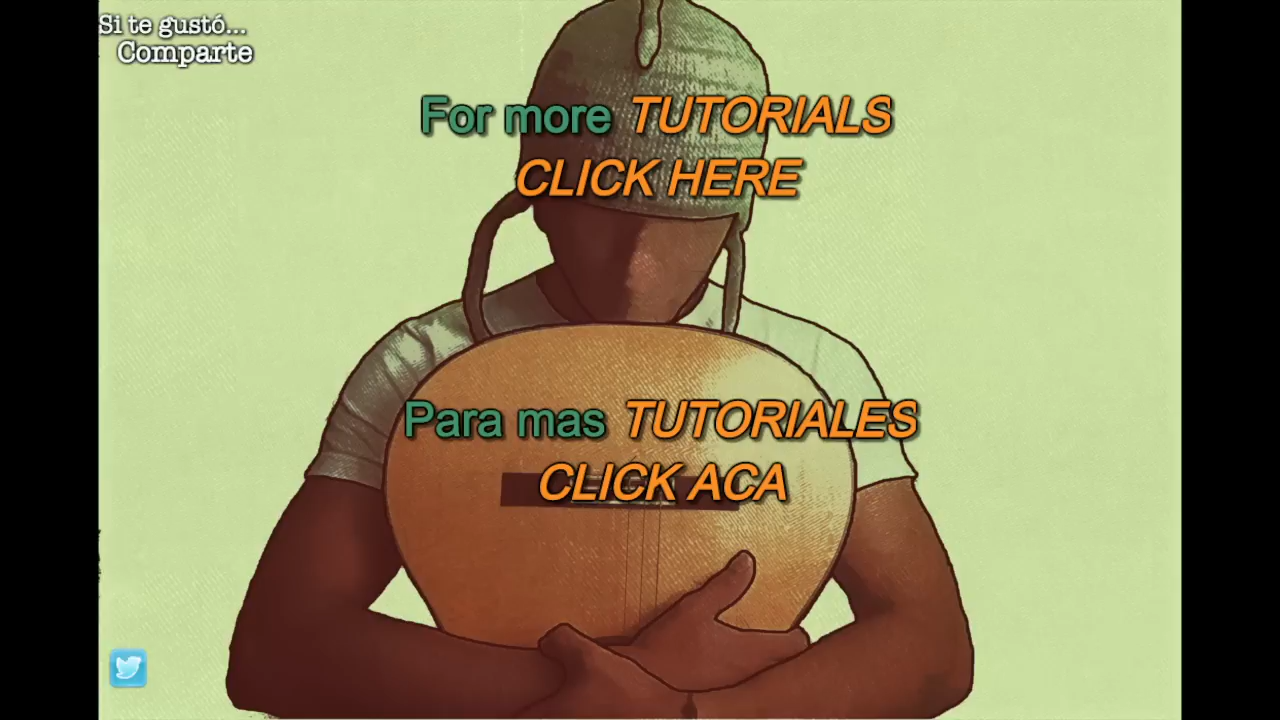 Si te gustó...
Comparte
For more TUTORIALS
CLICK HERE
Para mas TUTORIALES
CLICK ACA